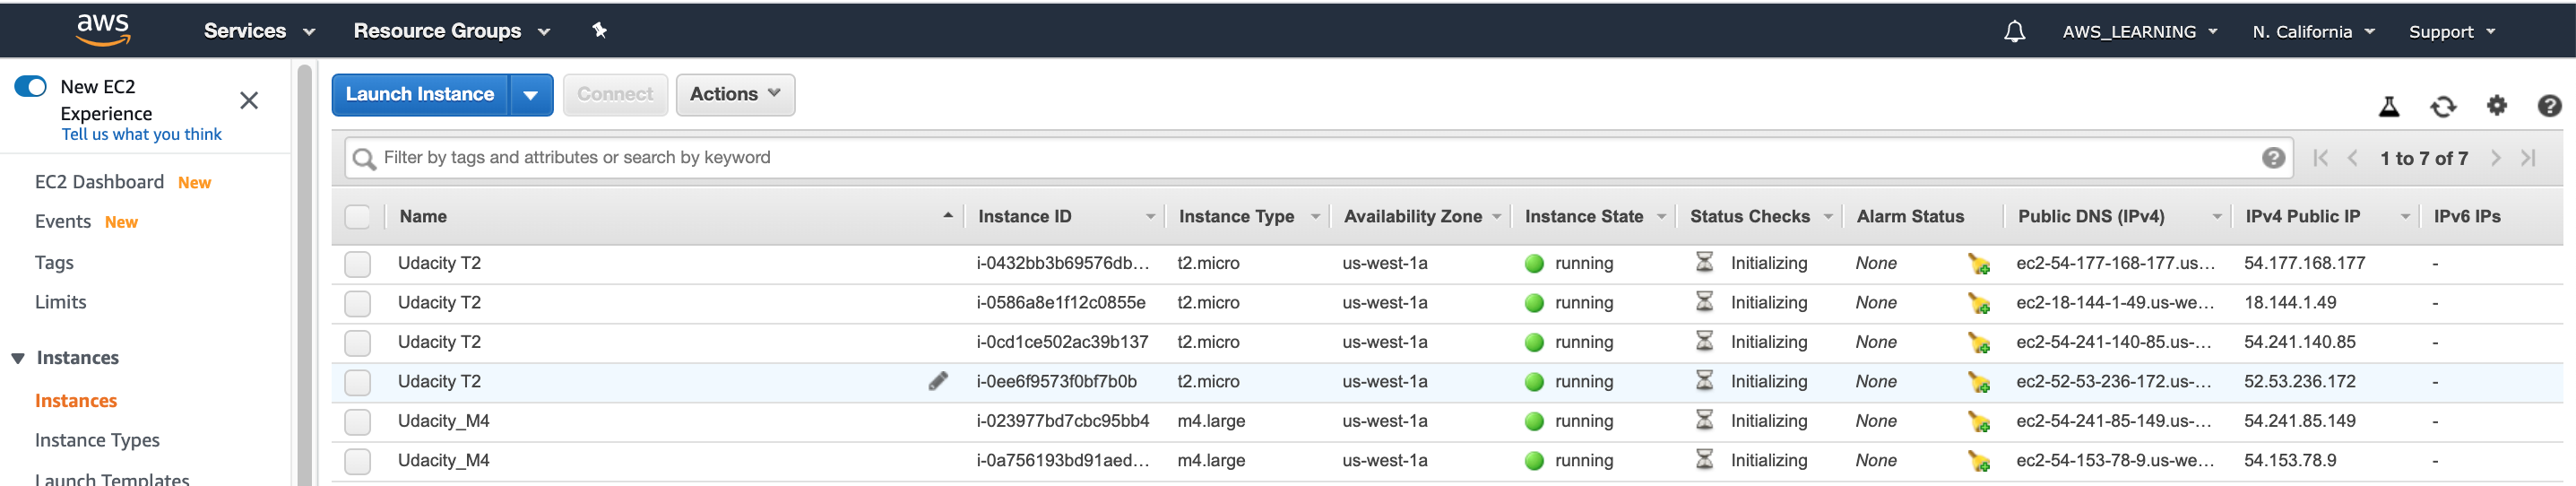 aws Services Resource Groups AWS_LEARNING N. California Support
New EC2
Experience
Tell us what you think
EC2 Dashboard New
Events New
Tags
Limits
Instances
Instances
Instance Types
Launch Templates
Launch Instance Connect Actions
Filter by tags and attributes or search by keyword 1 to 7 of 7
Name Instance ID Instance Type Availability Zone Instance State Status Checks Alarm Status Public DNS (IPv4) IPv4 Public IP IPv6 IPs
Udacity T2 i-0432bb3b69576db... t2.micro us-west-1a running Initializing None ec2-54-177-168-177.us... 54.177.168.177 -
Udacity T2 i-0586a8e1f12c0855e t2.micro us-west-1a running Initializing None ec2-18-144-1-49.us-we... 18.144.1.49 -
Udacity T2 i-0cd1ce502ac39b137 t2.micro us-west-1a running Initializing None ec2-54-241-140-85.us-... 54.241.140.85 -
Udacity T2 i-0ee6f9573f0bf7b0b t2.micro us-west-1a running Initializing None ec2-52-53-236-172.us-... 52.53.236.172 -
Udacity_M4 i-023977bd7cbc95bb4 m4.large us-west-1a running Initializing None ec2-54-241-85-149.us-... 54.241.85.149 -
Udacity_M4 i-0a756193bd91aed... m4.large us-west-1a running Initializing None ec2-54-153-78-9.us-we... 54.153.78.9 -